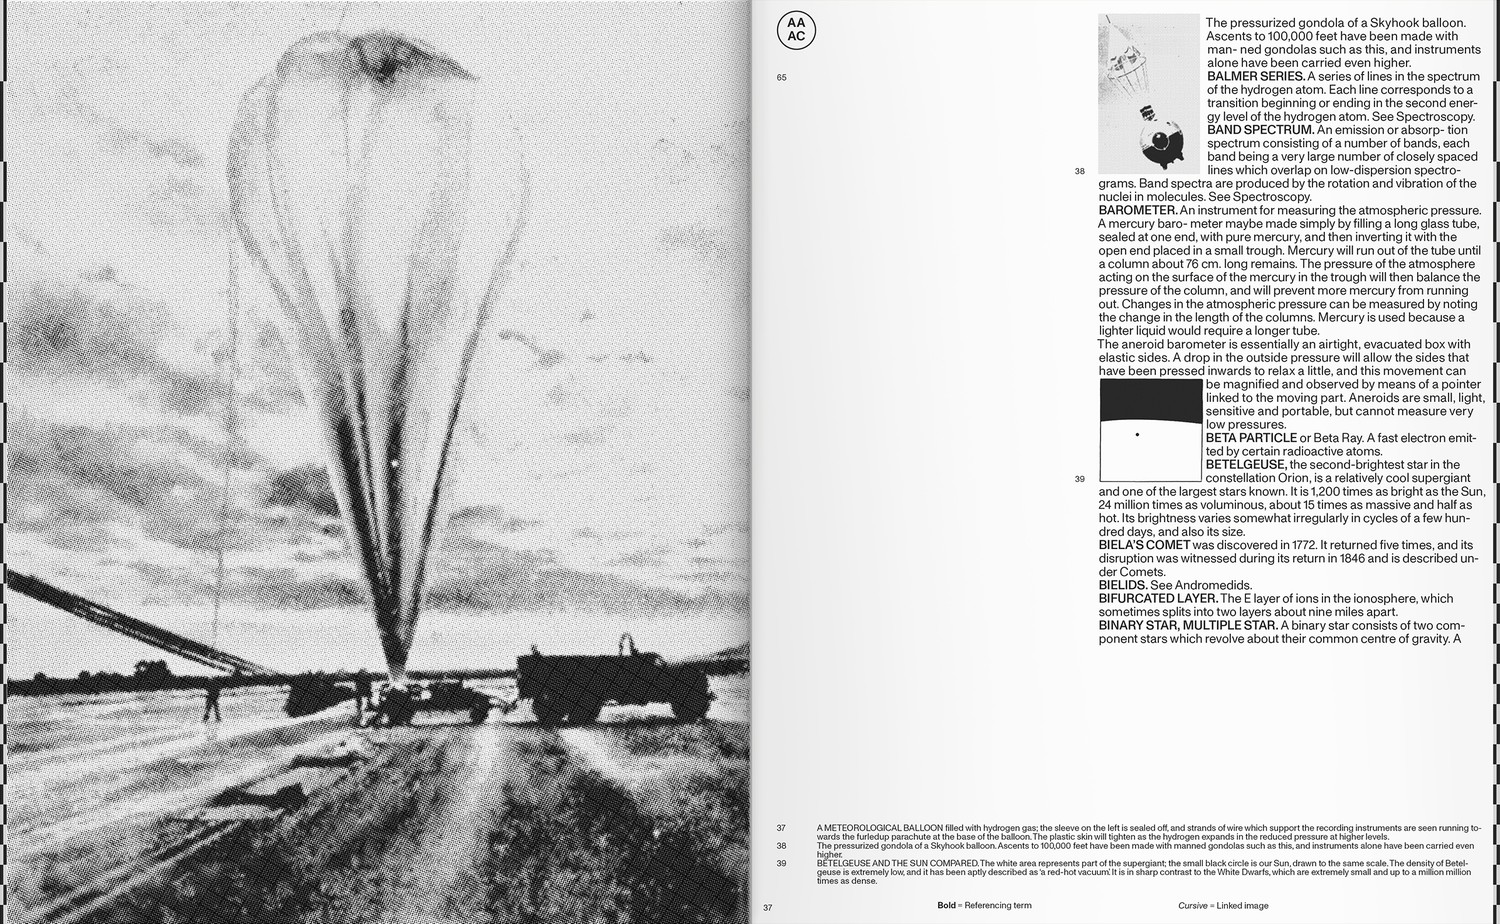 AA
AC
65
The pressurized gondola of a Skyhook balloon.
Ascents to 100,000 feet have been made with
man- ned gondolas such as this, and instruments
alone have been carried even higher.
BALMER SERIES. A series of lines in the spectrum
of the hydrogen atom. Each line corresponds to a
transition beginning or ending in the second ener-
gy level of the hydrogen atom. See Spectroscopy.
BAND SPECTRUM. An emission or absorp- tion
spectrum consisting of a number of bands, each
band being a very large number of closely spaced
38
lines which overlap on low-dispersion spectro-
grams. Band spectra are produced by the rotation and vibration of the
nuclei in molecules. See Spectroscopy.
BAROMETER. An instrument for measuring the atmospheric pressure.
A mercury baro- meter maybe made simply by filling a long glass tube,
sealed at one end, with pure mercury, and then inverting it with the
open end placed in a small trough. Mercury will run out of the tube until
a column about 76 cm. long remains. The pressure of the atmosphere
acting on the surface of the mercury in the trough will then balance the
pressure of the column, and will prevent more mercury from running
out. Changes in the atmospheric pressure can be measured by noting
the change in the length of the columns. Mercury is used because a
lighter liquid would require a longer tube.
The aneroid barometer is essentially an airtight, evacuated box with
elastic sides. A drop in the outside pressure will allow the sides that
have been pressed inwards to relax a little, and this movement can
be magnified and observed by means of a pointer
linked to the moving part. Aneroids are small, light,
sensitive and portable, but cannot measure very
low pressures.
BETA PARTICLE or Beta Ray. A fast electron emit-
ted by certain radioactive atoms.
BETELGEUSE, the second-brightest star in the
39
constellation Orion, is a relatively cool supergiant
and one of the largest stars known. It is 1,200 times as bright as the Sun,
24 million times as voluminous, about 15 times as massive and half as
hot. Its brightness varies somewhat irregularly in cycles of a few hun-
dred days, and also its size.
BIELA'S COMET was discovered in 1772. It returned five times, and its
disruption was witnessed during its return in 1846 and is described un-
der Comets.
BIELIDS. See Andromedids.
BIFURCATED LAYER. The E layer of ions in the ionosphere, which
sometimes splits into two layers about nine miles apart.
BINARY STAR, MULTIPLE STAR. A binary star consists of two com-
ponent stars which revolve about their common centre of gravity. A
37 A METEOROLOGICAL BALLOON filled with hydrogen gas; the sleeve on the left is sealed off, and strands of wire which support the recording instruments are seen running to-
wards the furledup parachute at the base of the balloon. The plastic skin will tighten as the hydrogen expands in the reduced pressure at higher levels.
38 The pressurized gondola of a Skyhook balloon. Ascents to 100,000 feet have been made with manned gondolas such as this, and instruments alone have been carried even
higher.
39 BETELGEUSE AND THE SUN COMPARED. The white area represents part of the supergiant; the small black circle is our Sun, drawn to the same scale. The density of Betel-
geuse is extremely low, and it has been aptly described as 'a red-hot vacuum'. It is in sharp contrast to the White Dwarfs, which are extremely small and up to a million million
times as dense.
37
Bold = Referencing term
Cursive = Linked image